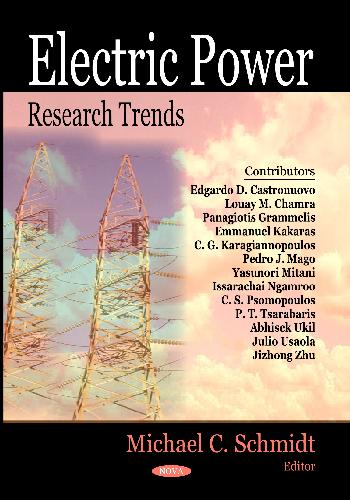 Electric Power
Research Trends
Contributors
Edgardo D. Castronuovo
Louay M. Chamra
Panagiotis Grammelis
Emmanuel Kakaras
C. G. Karagiannopoulos
Pedro J. Mago
Yasunori Mitani
Issarachai Ngamroo
C. S. Psomopoulos
P. T. Tsarabaris
Abhisek Ukil
Julio Usaola
Jizhong Zhu
Michael C. Schmidt
Editor
NOVA